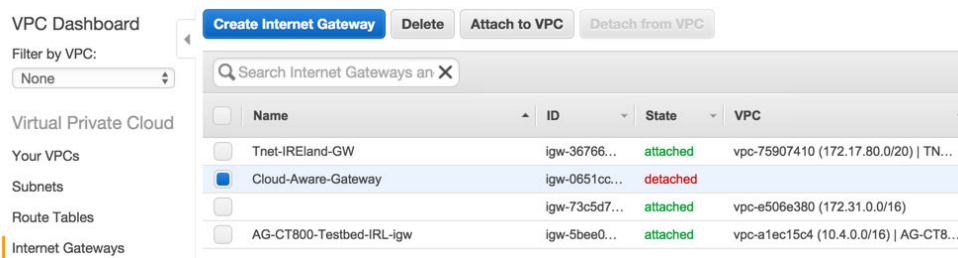 VPC Dashboard
Filter by VPC:
None
Virtual Private Cloud
Your VPCs
Subnets
Route Tables
Internet Gateways
Create Internet Gateway Delete Attach to VPC Detach from VPC
Search Internet Gateways an
Name ID State VPC
Tnet-IREland-GW igw-36766... attached vpc-75907410 (172.17.80.0/20) | TN...
Cloud-Aware-Gateway igw-0651cc... detached
igw-73c5d7... attached vpc-e506e380 (172.31.0.0/16)
AG-CT800-Testbed-IRL-igw igw-5bee0... attached vpc-a1ec15c4 (10.4.0.0/16) | AG-CT8...